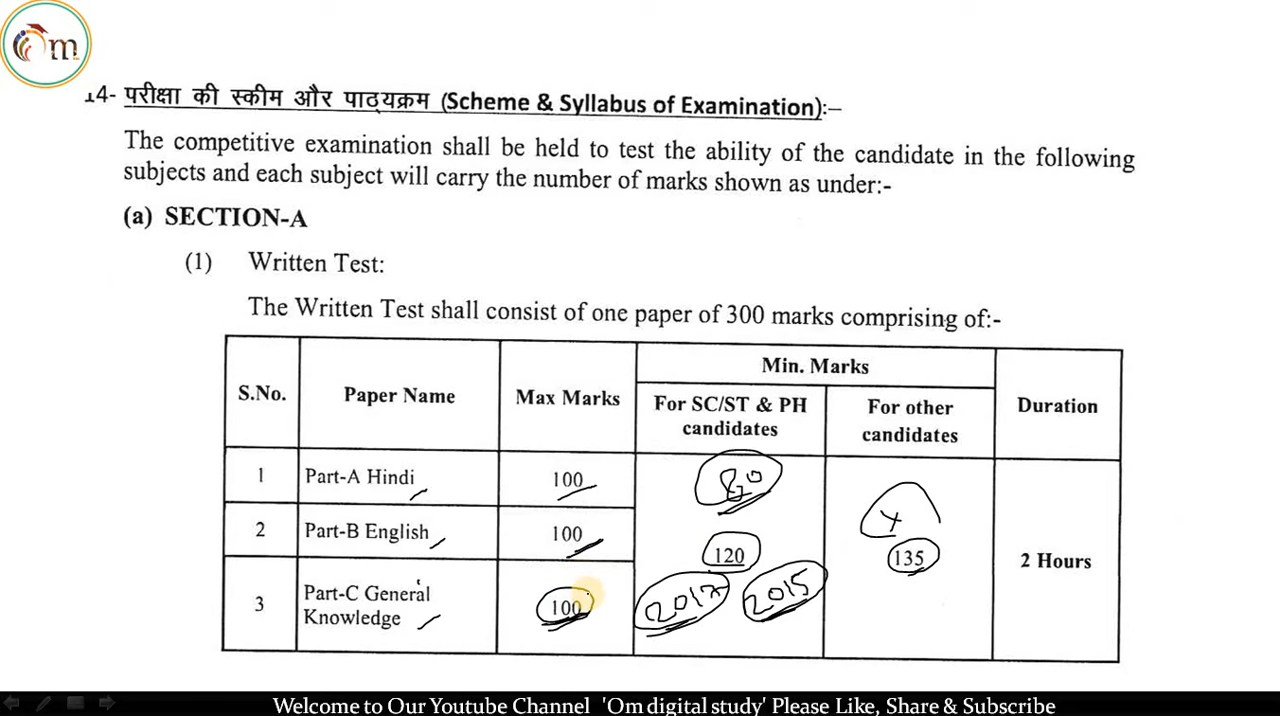 Om
14- परीक्षा की स्कीम और पाठ्यक्रम (Scheme & Syllabus of Examination):–
The competitive examination shall be held to test the ability of the candidate in the following
subjects and each subject will carry the number of marks shown as under:-
(a) SECTION-A
(1) Written Test:
The Written Test shall consist of one paper of 300 marks comprising of:-
S.No. Paper Name Max Marks Min. Marks Duration
For SC/ST & PH candidates For other candidates
1 Part-A Hindi 100
2 Part-B English 100
120 135 2 Hours
3 Part-C General Knowledge 100
2017 2015
Welcome to Our Youtube Channel 'Om digital study' Please Like, Share & Subscribe